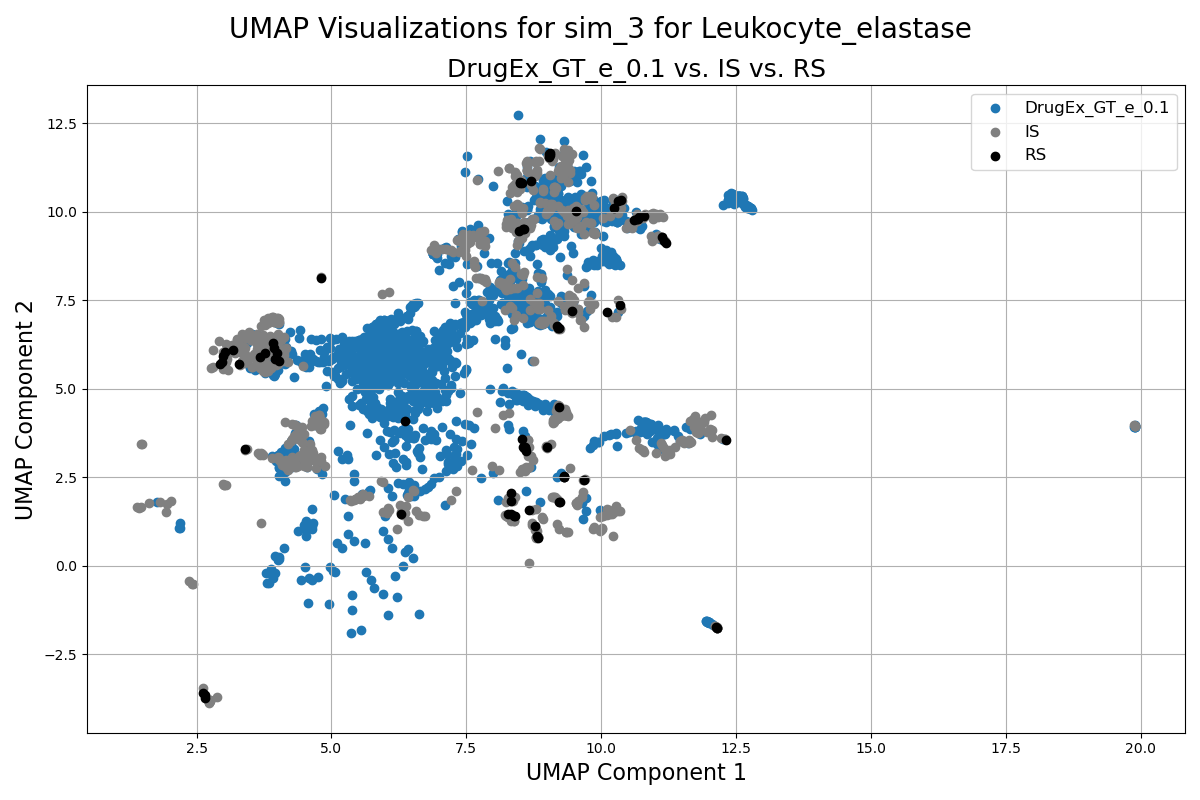 UMAP Visualizations for sim_3 for Leukocyte_elastase
DrugEx_GT_e_0.1 vs. IS vs. RS
DrugEx_GT_e_0.1
IS
RS
UMAP Component 2
12.5
10.0
7.5
5.0
2.5
0.0
−2.5
2.5
5.0
7.5
10.0
12.5
15.0
17.5
20.0
UMAP Component 1